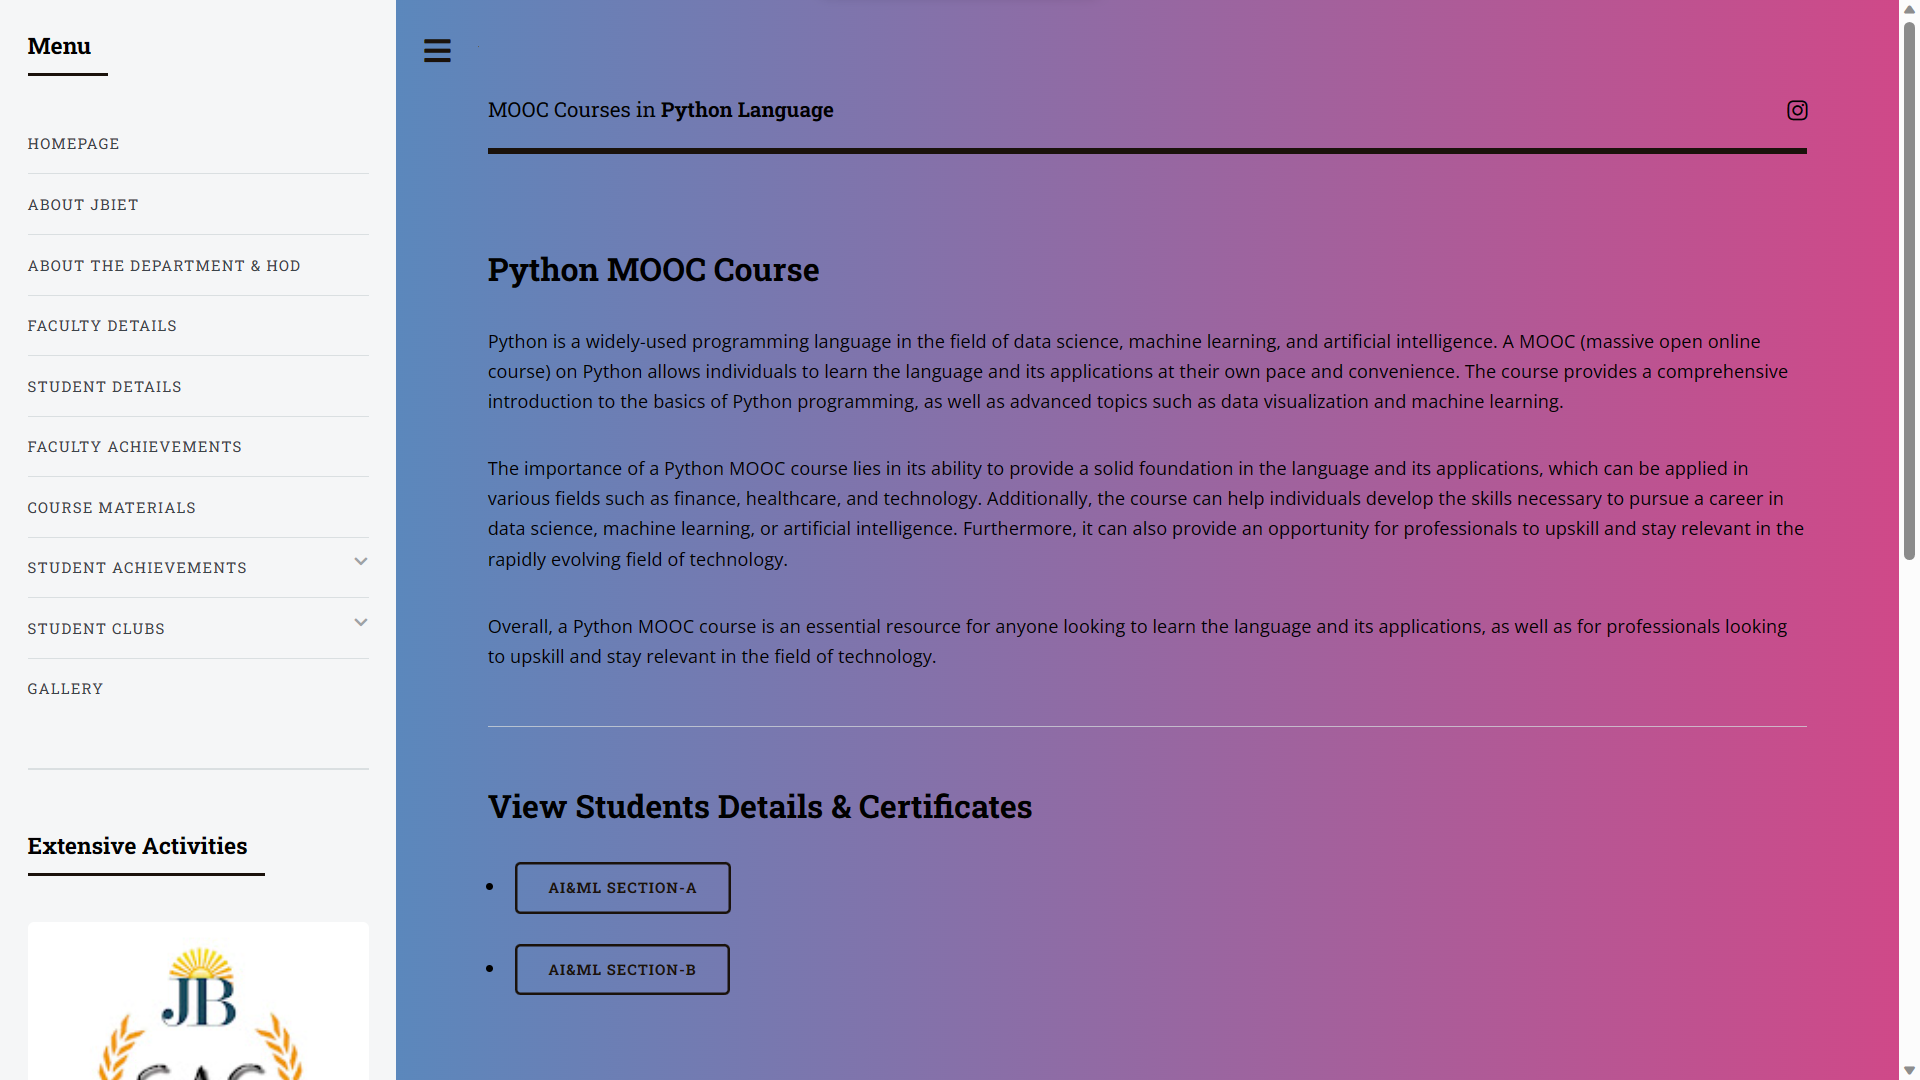 Menu
HOMEPAGE
ABOUT JBIET
ABOUT THE DEPARTMENT & HOD
FACULTY DETAILS
STUDENT DETAILS
FACULTY ACHIEVEMENTS
COURSE MATERIALS
STUDENT ACHIEVEMENTS
STUDENT CLUBS
GALLERY
Extensive Activities
JB
MOOC Courses in Python Language
Python MOOC Course
Python is a widely-used programming language in the field of data science, machine learning, and artificial intelligence. A MOOC (massive open online
course) on Python allows individuals to learn the language and its applications at their own pace and convenience. The course provides a comprehensive
introduction to the basics of Python programming, as well as advanced topics such as data visualization and machine learning.
The importance of a Python MOOC course lies in its ability to provide a solid foundation in the language and its applications, which can be applied in
various fields such as finance, healthcare, and technology. Additionally, the course can help individuals develop the skills necessary to pursue a career in
data science, machine learning, or artificial intelligence. Furthermore, it can also provide an opportunity for professionals to upskill and stay relevant in the
rapidly evolving field of technology.
Overall, a Python MOOC course is an essential resource for anyone looking to learn the language and its applications, as well as for professionals looking
to upskill and stay relevant in the field of technology.
View Students Details & Certificates
AI&ML SECTION-A
AI&ML SECTION-B